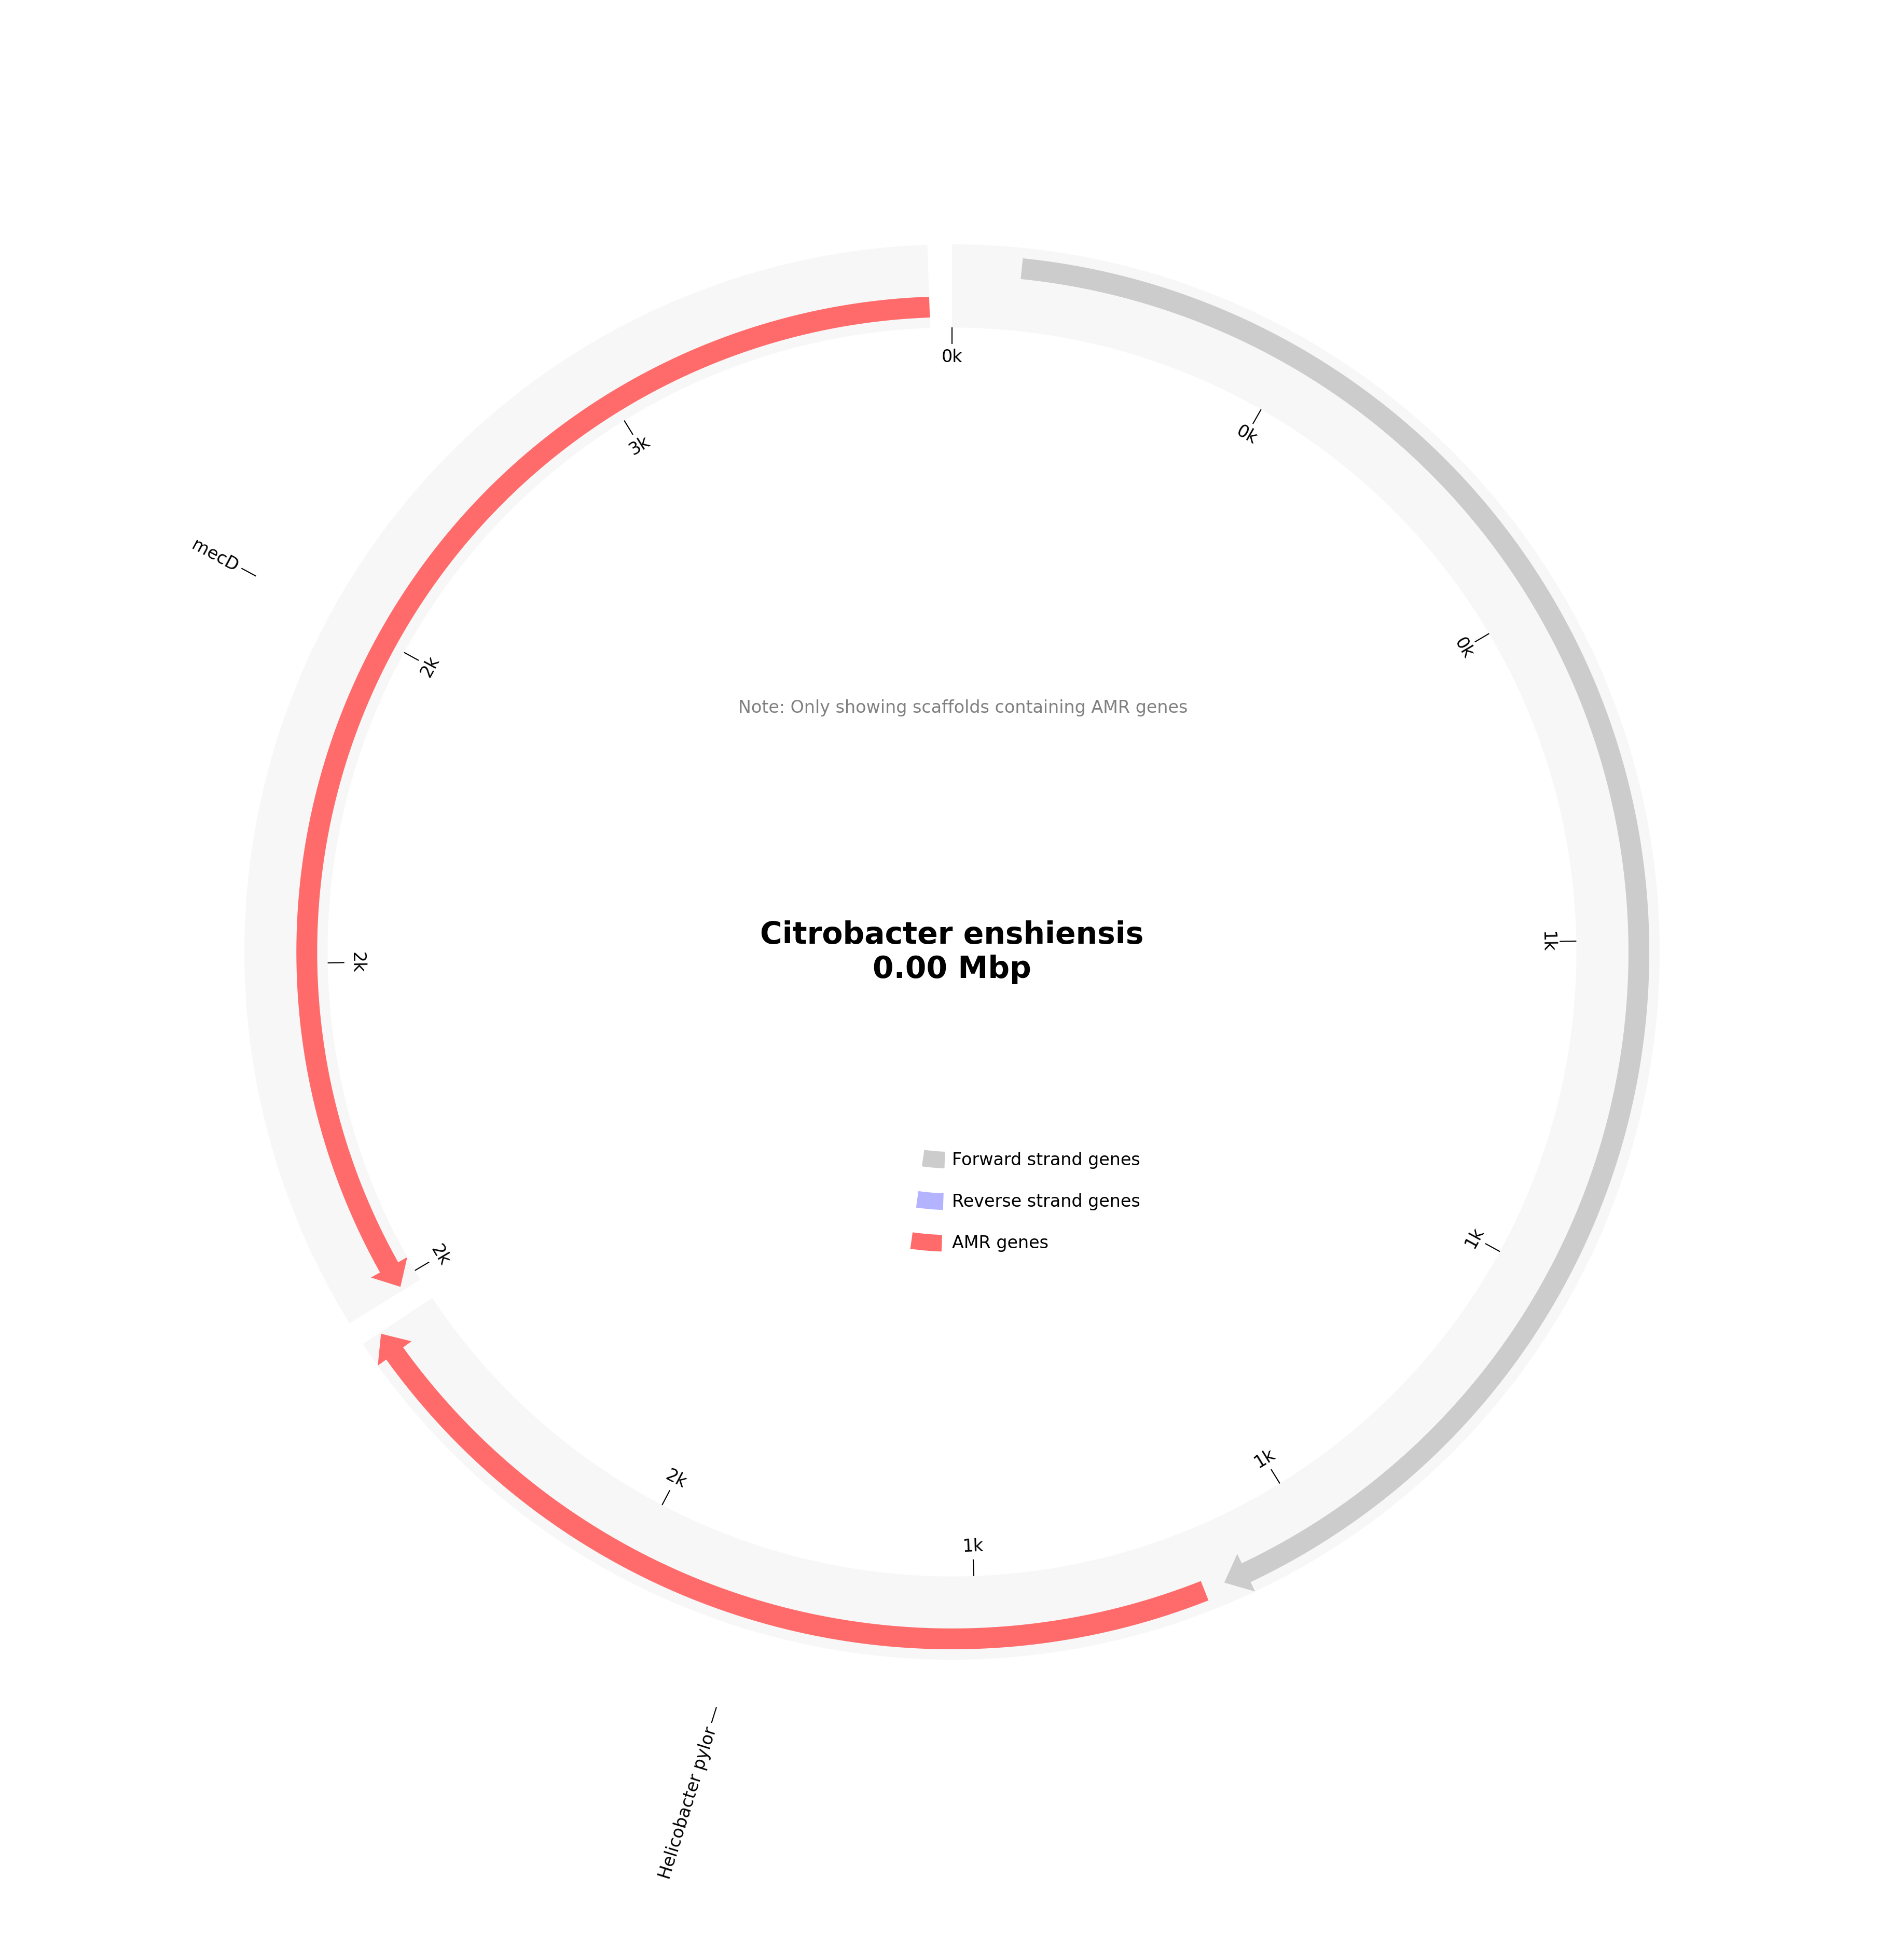 0k
0k
3k
mecD
0k
2k
Note: Only showing scaffolds containing AMR genes
Citrobacter enshiensis
0.00 Mbp
1k
2k
Forward strand genes
Reverse strand genes
AMR genes
1k
2k
1k
2k
1k
Helicobacter pylor